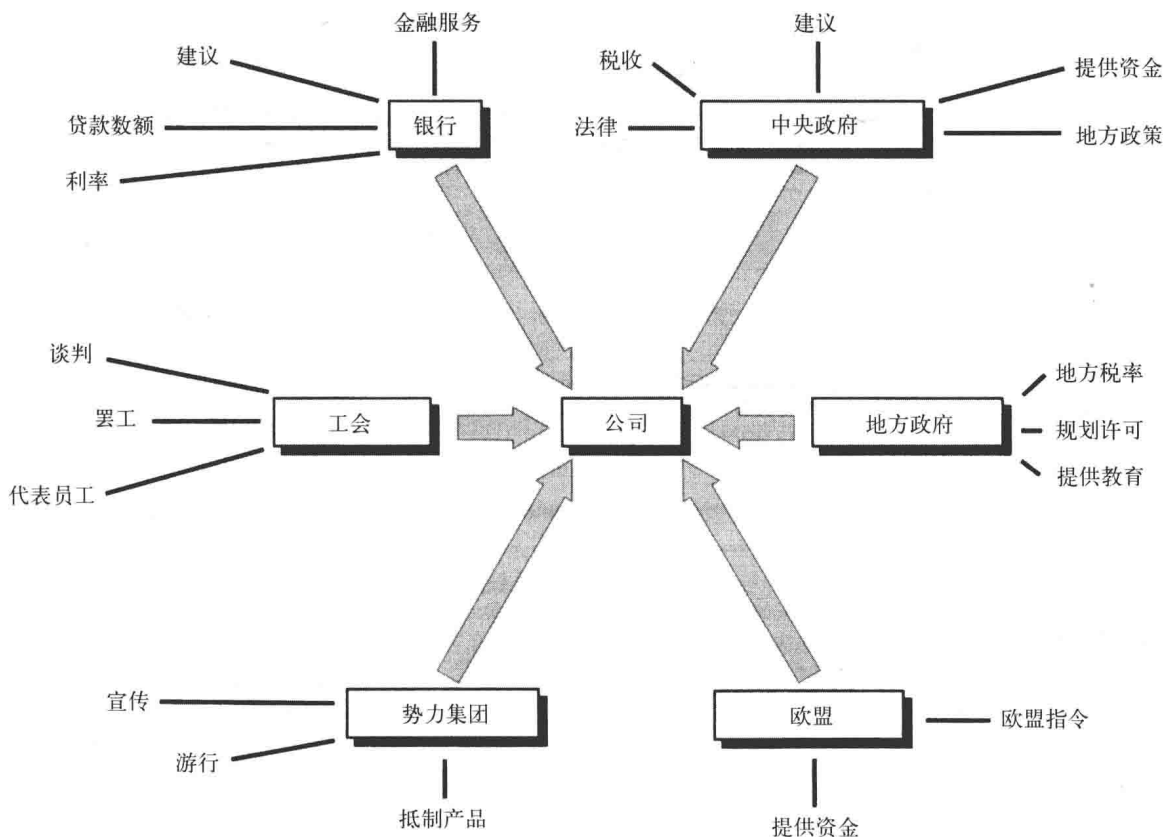 金融服务
建议
建议
税收
提供资金
贷款数额
银行
法律
中央政府
地方政策
利率
谈判
地方税率
罢工
工会
公司
地方政府
规划许可
代表员工
提供教育
宣传
势力集团
欧盟
欧盟指令
游行
抵制产品
提供资金